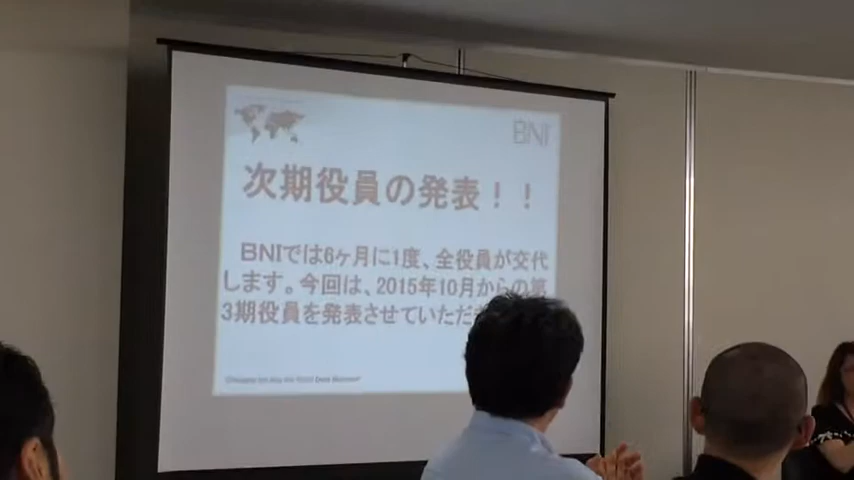 BNI
次期役員の発表！！
BNIでは6ヶ月に1度、全役員が交代
します。今回は、2015年10月からの第
3期役員を発表させていただき